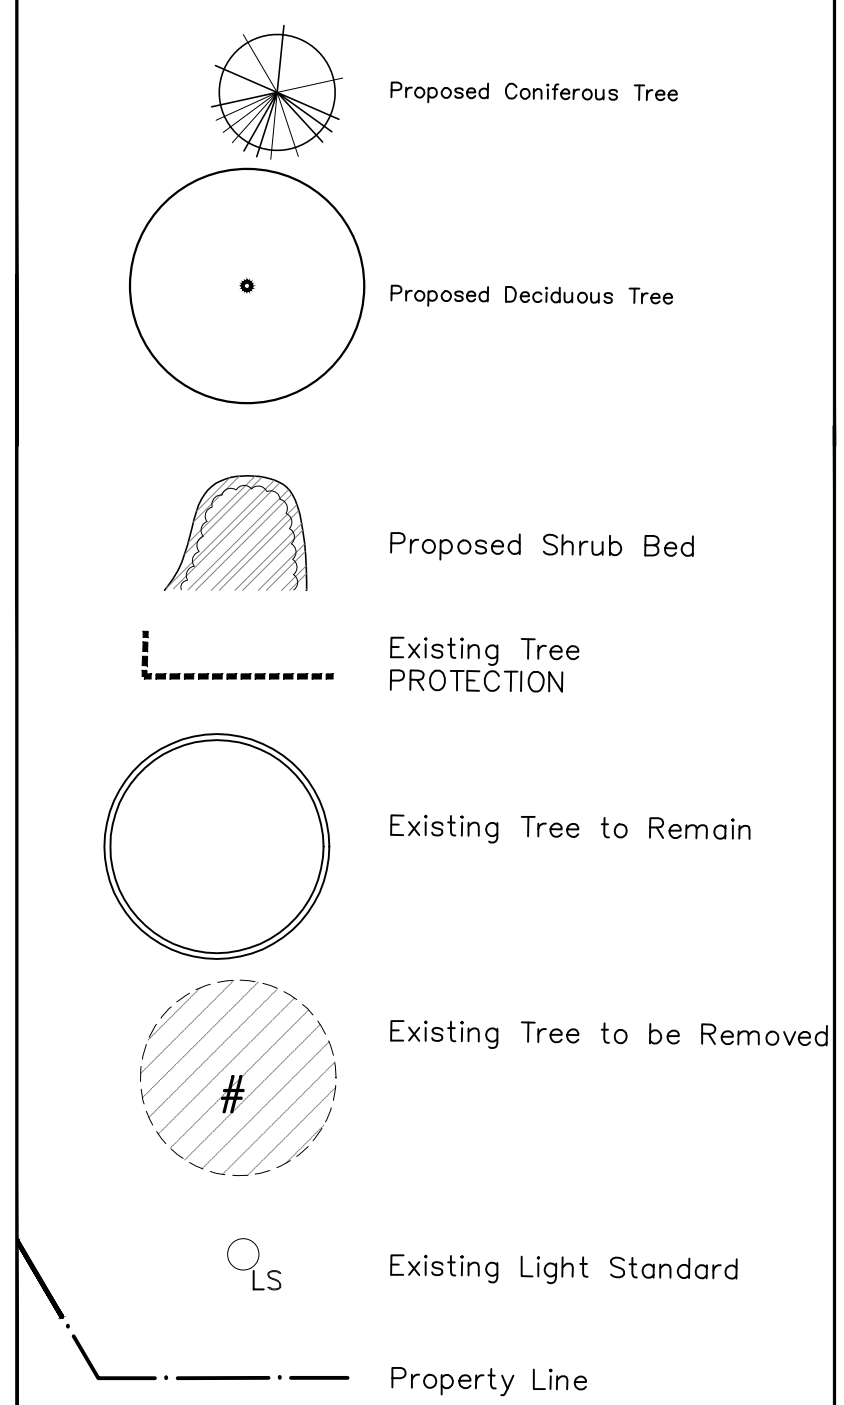 Proposed Coniferous Tree
Proposed Deciduous Tree
Proposed Shrub Bed
Existing Tree
PROTECTION
Existing Tree to Remain
Existing Tree to be Removed
#
LS
Existing Light Standard
Property Line